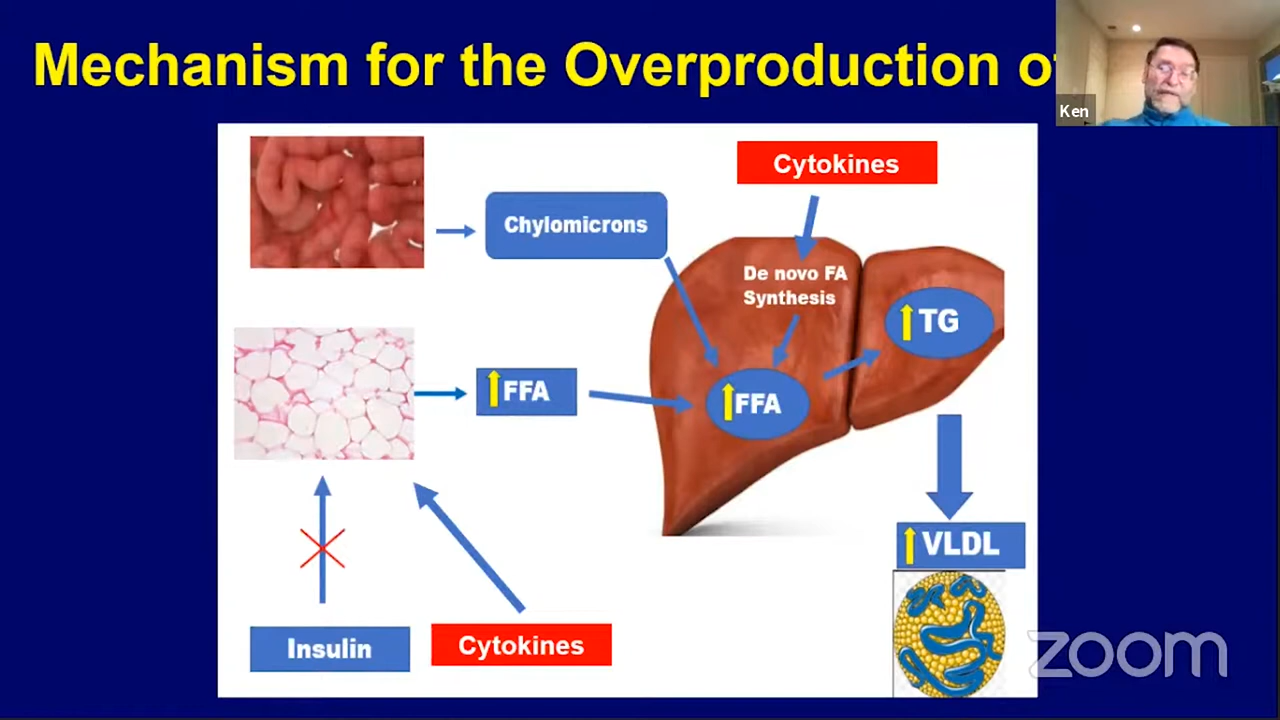 Mechanism for the Overproduction of
Ken
Cytokines
Chylomicrons
De novo FA
Synthesis
TG
FFA
FFA
VLDL
Insulin
Cytokines
zoom